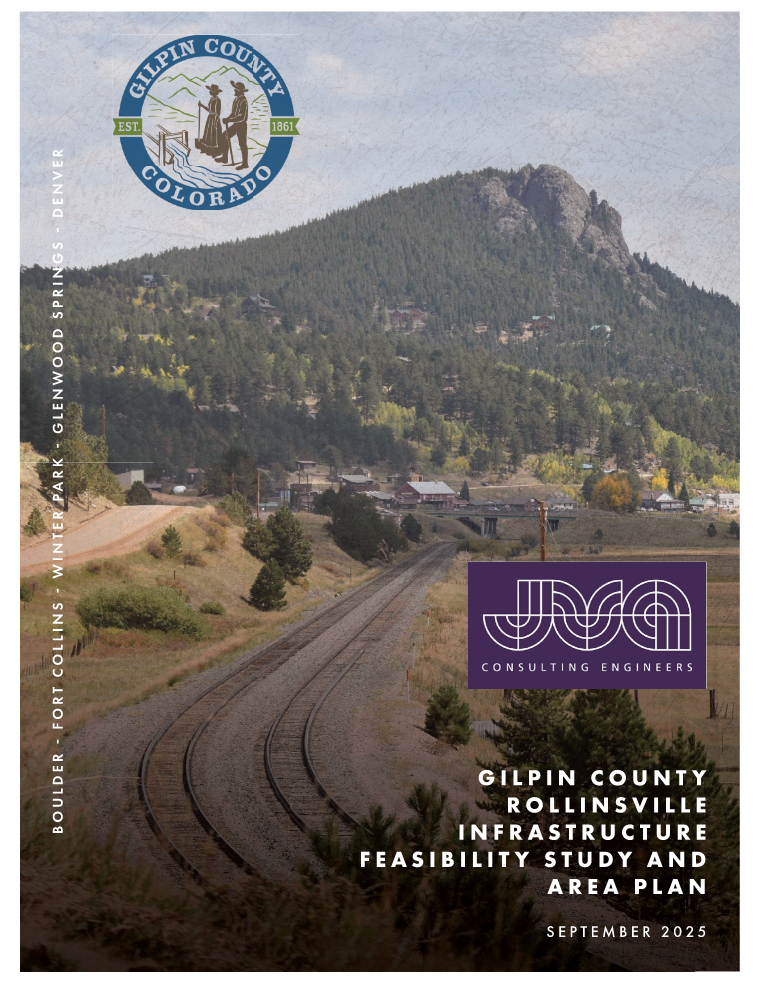 GILPIN COUNTY
EST. 1861
COLORADO
BOULDER - FORT COLLINS - WINTER PARK - GLENWOOD SPRINGS - DENVER
JVA
CONSULTING ENGINEERS
GILPIN COUNTY
ROLLINSVILLE
INFRASTRUCTURE
FEASIBILITY STUDY AND
AREA PLAN
SEPTEMBER 2025